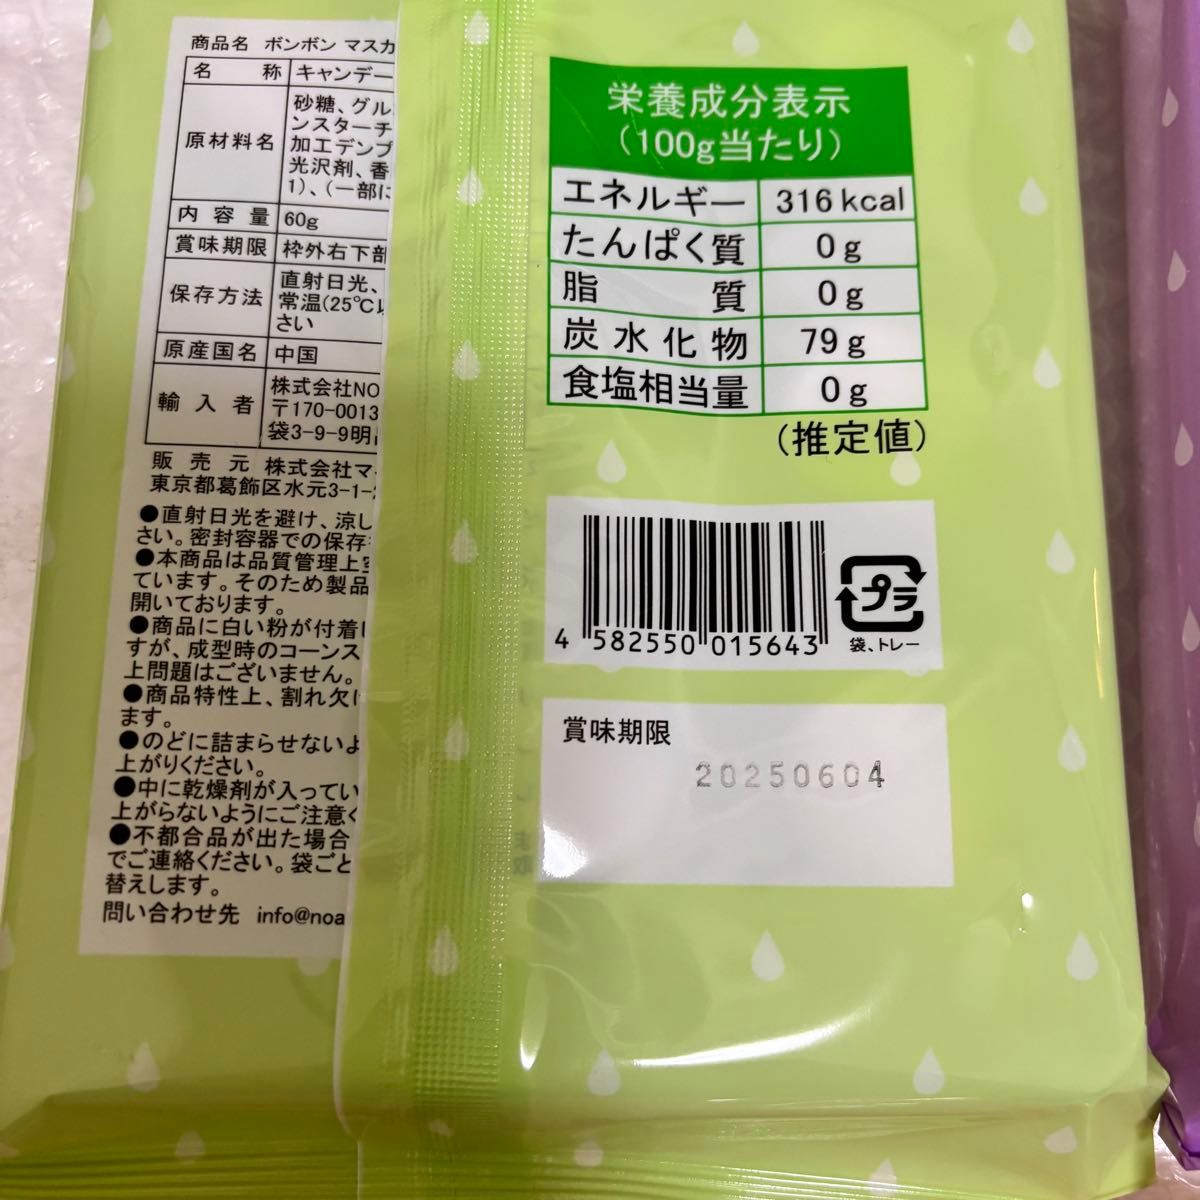 商品名 ボンボン マスカ
名称 キャンデー
原材料名 砂糖、グル
ンスターチ
加工デンプ
光沢剤、香
1)、(一部に
内容量 60g
賞味期限 枠外右下部
保存方法 直射日光、
常温(25℃以
さい
原産国名 中国
輸入者 株式会社NO
〒170-0013
袋3-9-9明
販売元 株式会社マ
東京都葛飾区水元3-1-2
●直射日光を避け、涼し
さい。密封容器での保存
●本商品は品質管理上空
ています。そのため製品
開いております。
●商品に白い粉が付着
すが、成型時のコーンス
上問題はございません。
●商品特性上、割れ欠け
ます。
●のどに詰まらせないよ
上がりください。
●中に乾燥剤が入ってい
上がらないようにご注意く
●不都合品が出た場合
でご連絡ください。袋ごと
替えします。
問い合わせ先 info@noa
栄養成分表示
(100g当たり)
エネルギー 316kcal
たんぱく質 0g
脂質 0g
炭水化物 79g
食塩相当量 0g
(推定値)
4 582550 015643
プラ
袋、トレー
賞味期限
20250604